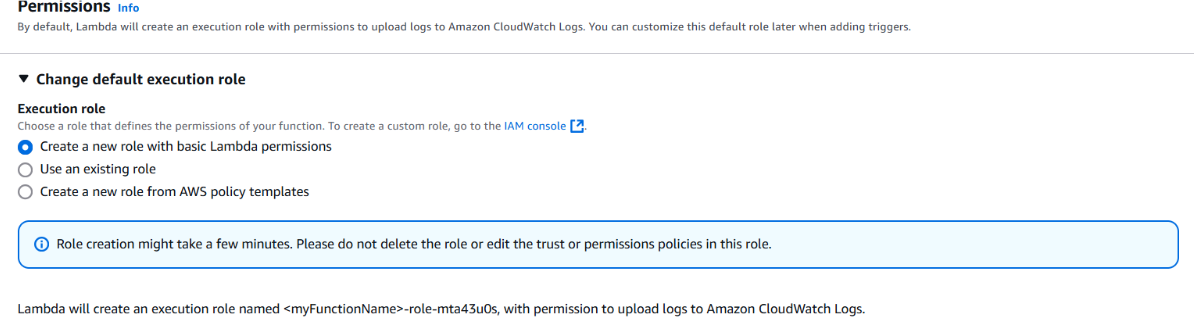 Permissions Info
By default, Lambda will create an execution role with permissions to upload logs to Amazon CloudWatch Logs. You can customize this default role later when adding triggers.
Change default execution role
Execution role
Choose a role that defines the permissions of your function. To create a custom role, go to the IAM console.
Create a new role with basic Lambda permissions
Use an existing role
Create a new role from AWS policy templates
Role creation might take a few minutes. Please do not delete the role or edit the trust or permissions policies in this role.
Lambda will create an execution role named <myFunctionName>-role-mta43u0s, with permission to upload logs to Amazon CloudWatch Logs.